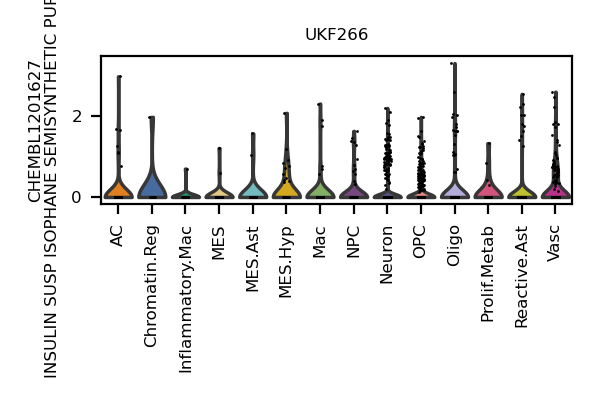 UKF266
CHEMBL1201627
INSULIN SUSP ISOPHANE SEMISYNTHETIC
2
0
AC
Chromatin.Reg
Inflammatory.Mac
MES
MES.Ast
MES.Hyp
Mac
NPC
Neuron
OPC
Oligo
Prolif.Metab
Reactive.Ast
Vasc